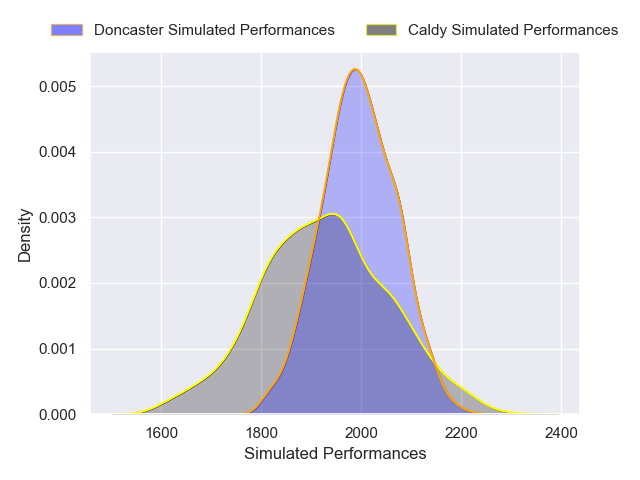 Doncaster Simulated Performances Caldy Simulated Performances
0.005
0.004
0.003
0.002
0.001
0.000
Density
1600 1800 2000 2200 2400
Simulated Performances